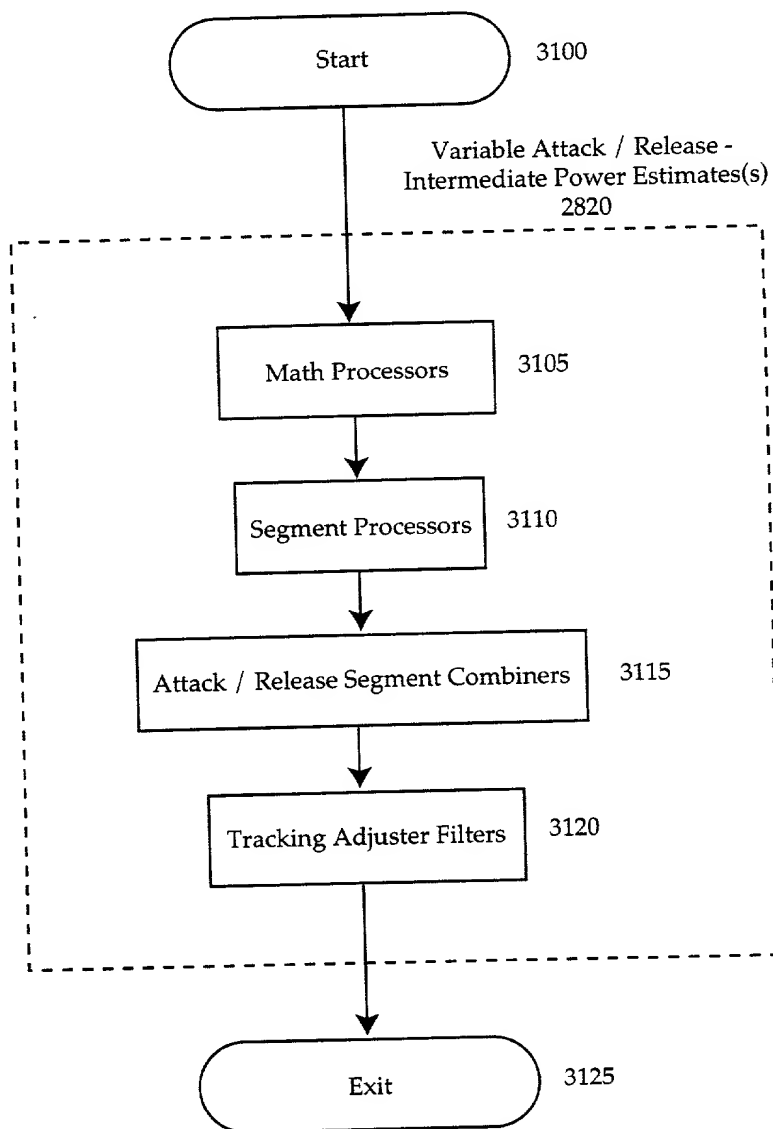 Start
3100
Variable Attack / Release -
Intermediate Power Estimates(s)
2820
Math Processors
3105
Segment Processors
3110
Attack / Release Segment Combiners
3115
Tracking Adjuster Filters
3120
Exit
3125